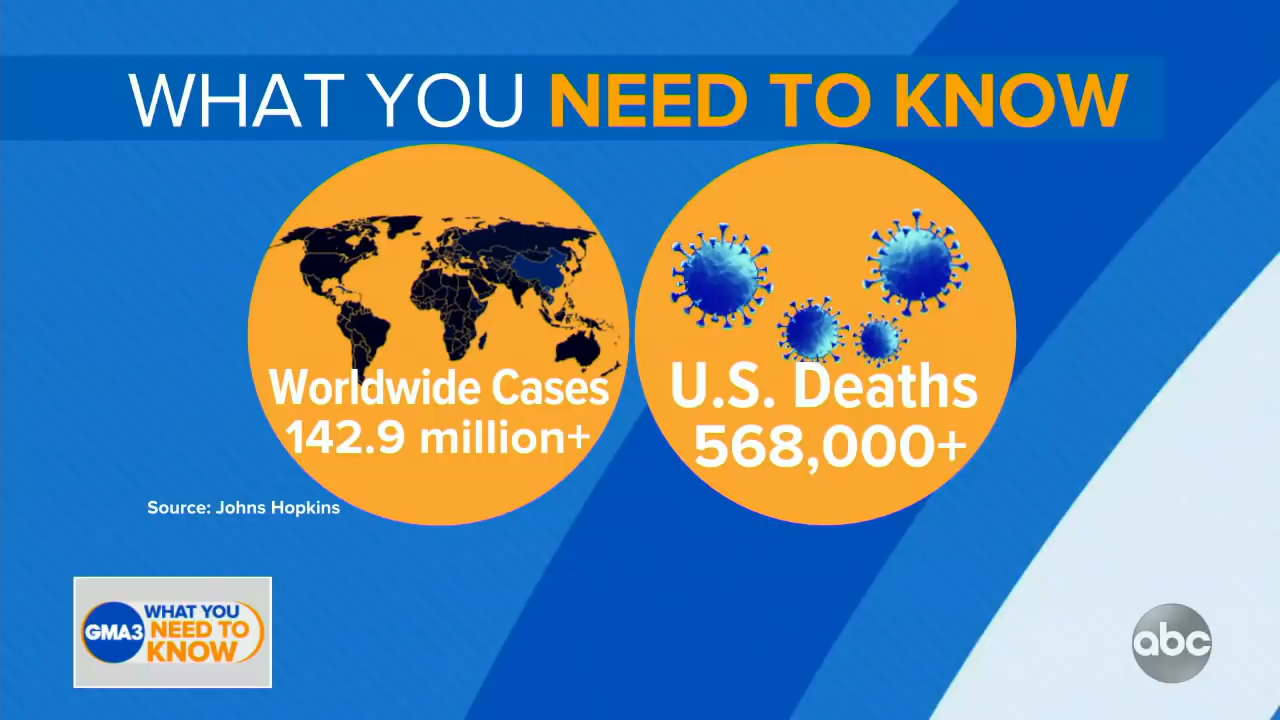 WHAT YOU NEED TO KNOW
Worldwide Cases
142.9 million+
U.S. Deaths
568,000+
Source: Johns Hopkins
GMA3
WHAT YOU
NEED TO
KNOW
abc